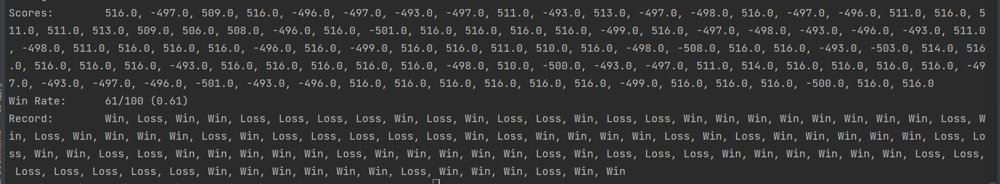 Scores:        516.0, -497.0, 509.0, 516.0, -496.0, -497.0, -493.0, -497.0, 511.0, -493.0, 513.0, -497.0, -498.0, 516.0, -497.0, -496.0, 511.0, 516.0, 5
11.0, 511.0, 513.0, 509.0, 506.0, 508.0, -496.0, 516.0, -501.0, 516.0, 516.0, 516.0, 516.0, -499.0, 516.0, -497.0, -498.0, -493.0, -496.0, -493.0, 511.0
, -498.0, 511.0, 516.0, 516.0, 516.0, -496.0, 516.0, -499.0, 516.0, 516.0, 511.0, 510.0, 516.0, -498.0, -508.0, 516.0, 516.0, -493.0, -503.0, 514.0, 516
.0, 516.0, 516.0, 516.0, -493.0, 516.0, 516.0, 516.0, 516.0, 516.0, -498.0, 510.0, -500.0, -493.0, -497.0, 511.0, 514.0, 516.0, 516.0, 516.0, 516.0, -49
7.0, -493.0, -497.0, -496.0, -501.0, -493.0, -496.0, 516.0, 516.0, 516.0, 516.0, 516.0, 516.0, -499.0, 516.0, 516.0, 516.0, -500.0, 516.0, 516.0
Win Rate:      61/100 (0.61)
Record:        Win, Loss, Win, Win, Loss, Loss, Loss, Loss, Win, Loss, Win, Loss, Loss, Win, Loss, Loss, Win, Win, Win, Win, Win, Win, Win, Win, Loss, W
in, Loss, Win, Win, Win, Win, Loss, Win, Loss, Loss, Loss, Loss, Loss, Win, Loss, Win, Win, Win, Win, Loss, Win, Loss, Win, Win, Win, Win, Win, Loss, Lo
ss, Win, Win, Loss, Loss, Win, Win, Win, Win, Win, Loss, Win, Win, Win, Win, Win, Loss, Win, Loss, Loss, Loss, Win, Win, Win, Win, Win, Win, Loss, Loss,
Loss, Loss, Loss, Loss, Loss, Win, Win, Win, Win, Win, Win, Loss, Win, Win, Win, Loss, Win, Win